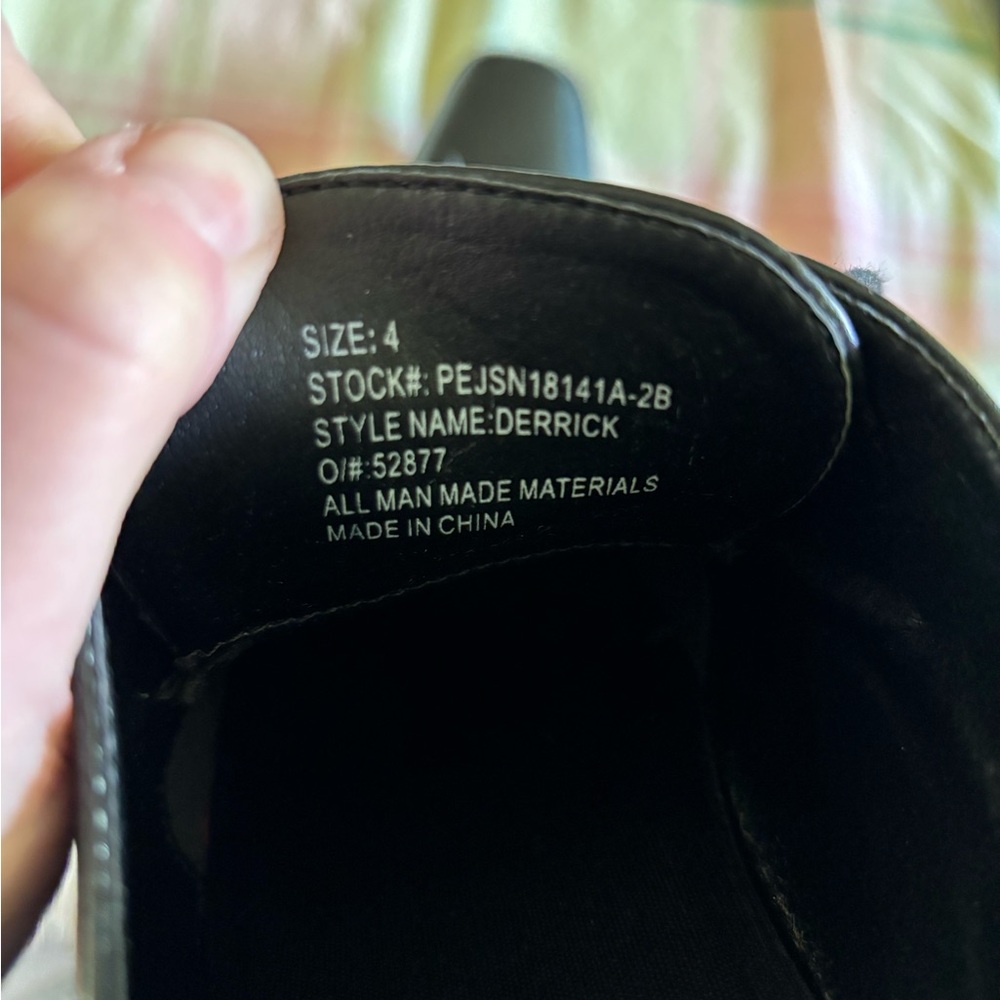 SIZE: 4
STOCK#: PEJSN18141A-2B
STYLE NAME:DERRICK
O/#:52877
ALL MAN MADE MATERIALS
MADE IN CHINA